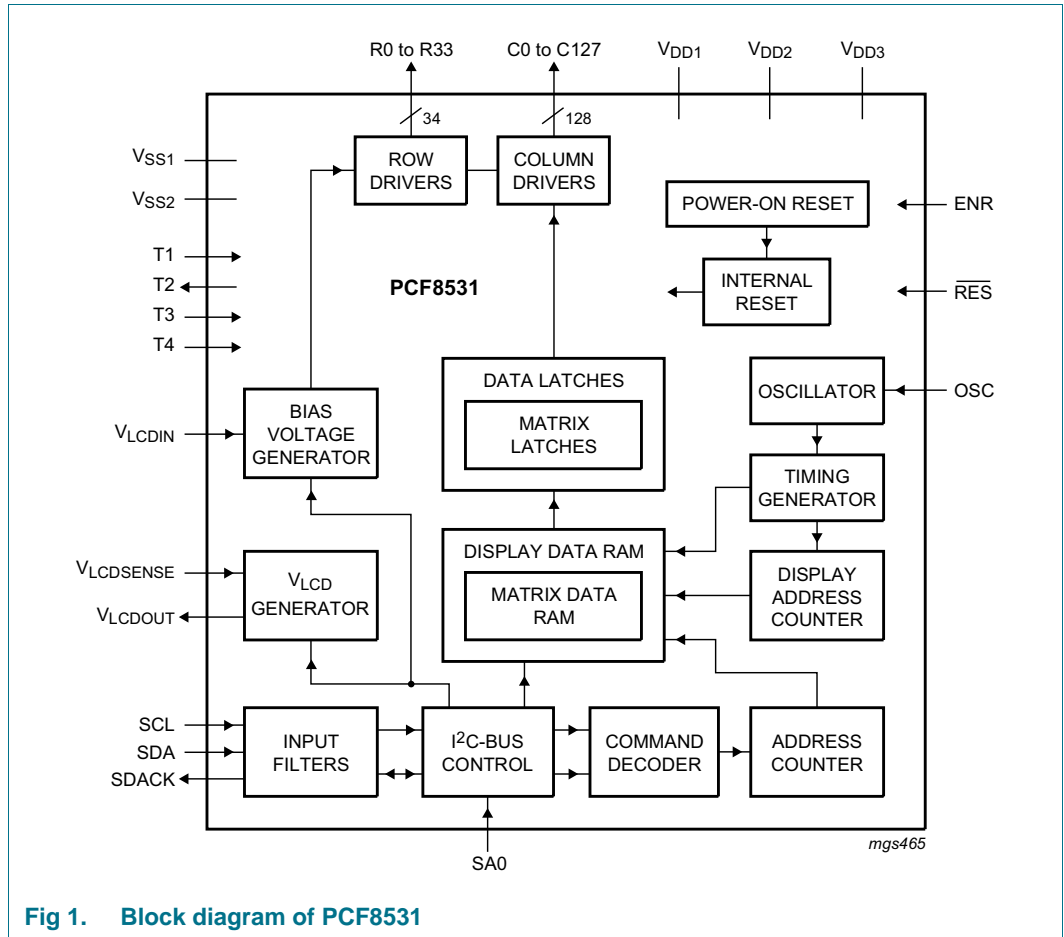 R0 to R33
C0 to C127
VDD1
VDD2
VDD3
34
128
VSS1
VSS2
T1
T2
T3
T4
ROW
DRIVERS
COLUMN
DRIVERS
POWER-ON RESET
ENR
INTERNAL
RESET
RES
PCF8531
DATA LATCHES
MATRIX
LATCHES
OSCILLATOR
OSC
BIAS
VOLTAGE
GENERATOR
VLCDIN
TIMING
GENERATOR
DISPLAY DATA RAM
MATRIX DATA
RAM
DISPLAY
ADDRESS
COUNTER
VLCDSENSE
VLCDOUT
VLCD
GENERATOR
SCL
SDA
SDACK
INPUT
FILTERS
I2C-BUS
CONTROL
COMMAND
DECODER
ADDRESS
COUNTER
SA0
mgs465
Fig 1. Block diagram of PCF8531